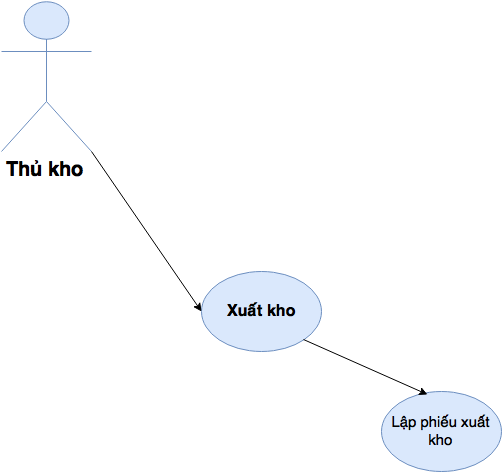 Thủ kho
Xuất kho
Lập phiếu xuất
kho